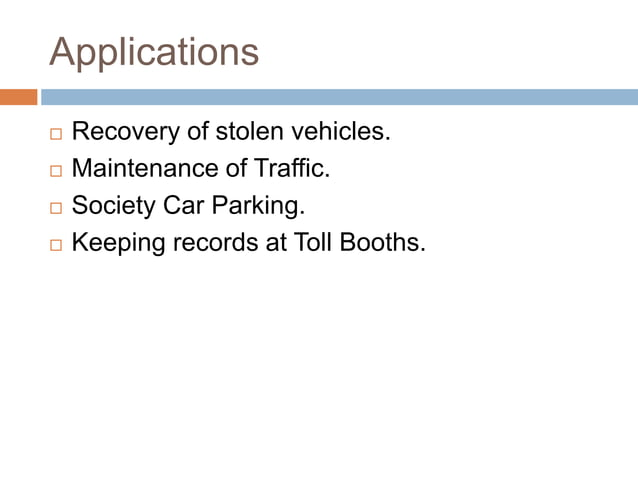 Applications
Recovery of stolen vehicles.
Maintenance of Traffic.
Society Car Parking.
Keeping records at Toll Booths.